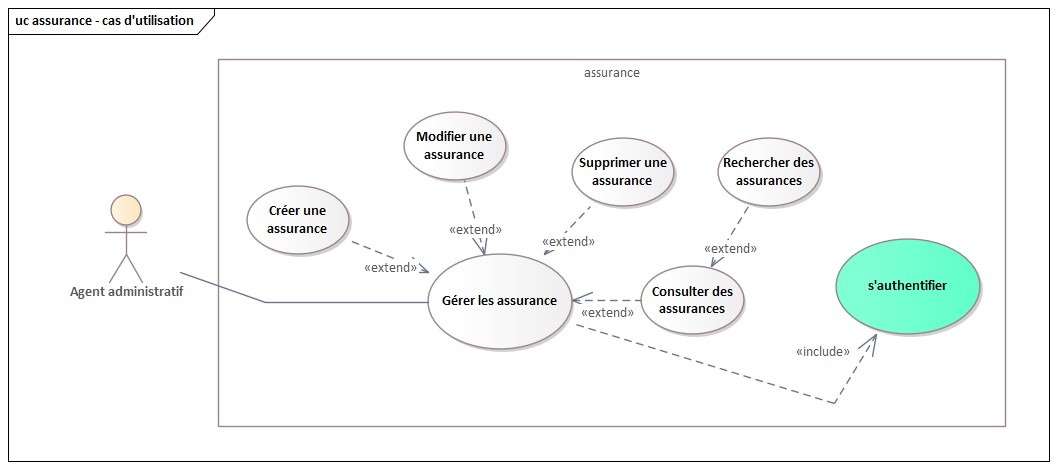 uc assurance - cas d'utilisation
assurance
Modifier une
assurance
Supprimer une
assurance
Rechercher des
assurances
Créer une
assurance
«extend»
«extend»
«extend»
«extend»
Agent administratif
Gérer les assurance
Consulter des
assurances
s'authentifier
«extend»
«include»